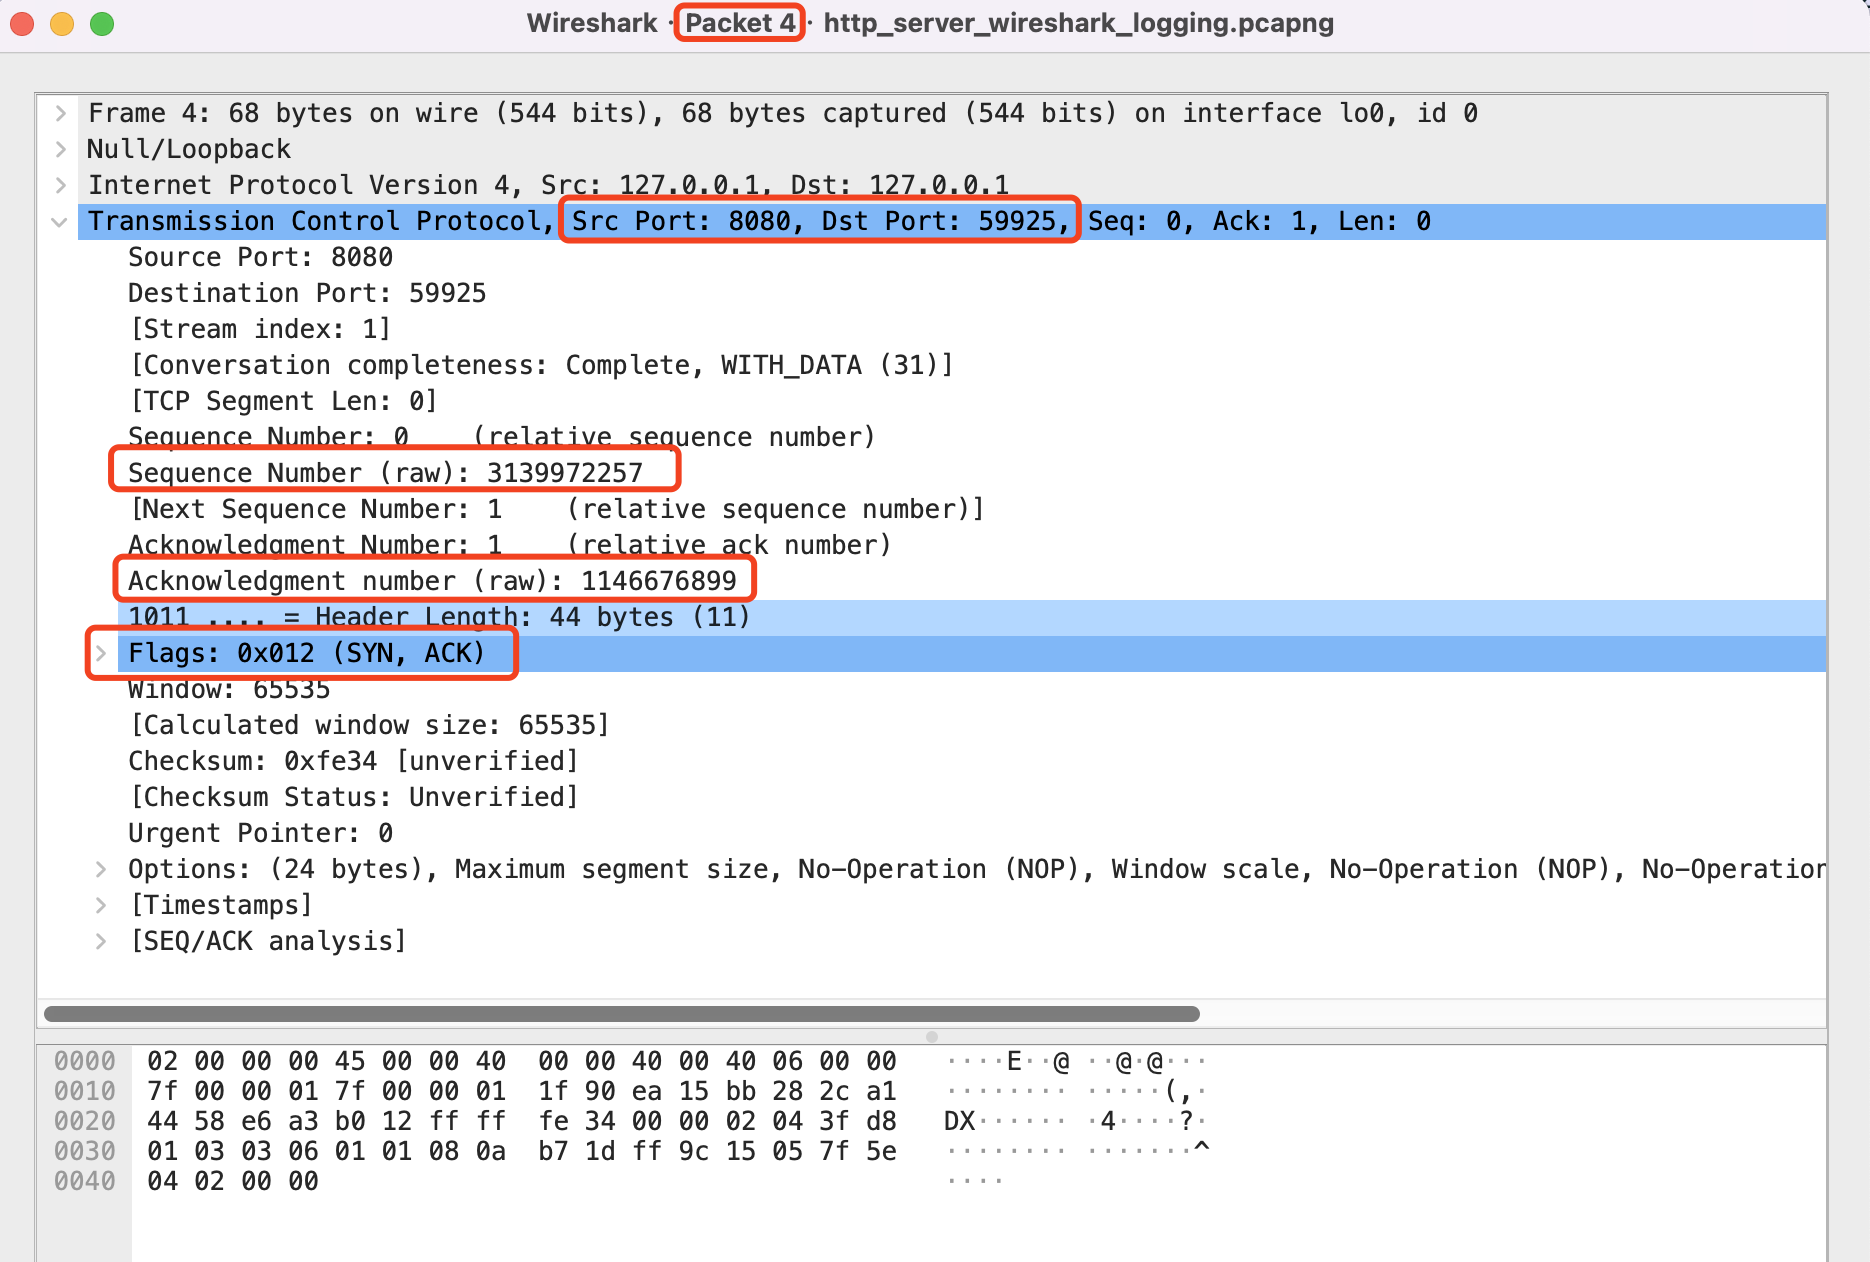 Wireshark · Packet 4 · http_server_wireshark_logging.pcapng
Frame 4: 68 bytes on wire (544 bits), 68 bytes captured (544 bits) on interface lo0, id 0
Null/Loopback
Internet Protocol Version 4, Src: 127.0.0.1, Dst: 127.0.0.1
Transmission Control Protocol, Src Port: 8080, Dst Port: 59925, Seq: 0, Ack: 1, Len: 0
Source Port: 8080
Destination Port: 59925
[Stream index: 1]
[Conversation completeness: Complete, WITH_DATA (31)]
[TCP Segment Len: 0]
Sequence Number: 0    (relative sequence number)
Sequence Number (raw): 3139972257
[Next Sequence Number: 1    (relative sequence number)]
Acknowledgment Number: 1    (relative ack number)
Acknowledgment number (raw): 1146676899
1011 .... = Header Length: 44 bytes (11)
Flags: 0x012 (SYN, ACK)
Window: 65535
[Calculated window size: 65535]
Checksum: 0xfe34 [unverified]
[Checksum Status: Unverified]
Urgent Pointer: 0
Options: (24 bytes), Maximum segment size, No-Operation (NOP), Window scale, No-Operation (NOP), No-Operation
[Timestamps]
[SEQ/ACK analysis]
0000  02 00 00 00 45 00 00 40  00 00 40 00 40 06 00 00  ····E··@ ··@·@···
0010  7f 00 00 01 7f 00 00 01  1f 90 ea 15 bb 28 2c a1  ········ ·····(,·
0020  44 58 e6 a3 b0 12 ff ff  fe 34 00 00 02 04 3f d8  DX······ ·4····?·
0030  01 03 03 06 01 01 08 0a  b7 1d ff 9c 15 05 7f 5e  ········ ·······^
0040  04 02 00 00  ····